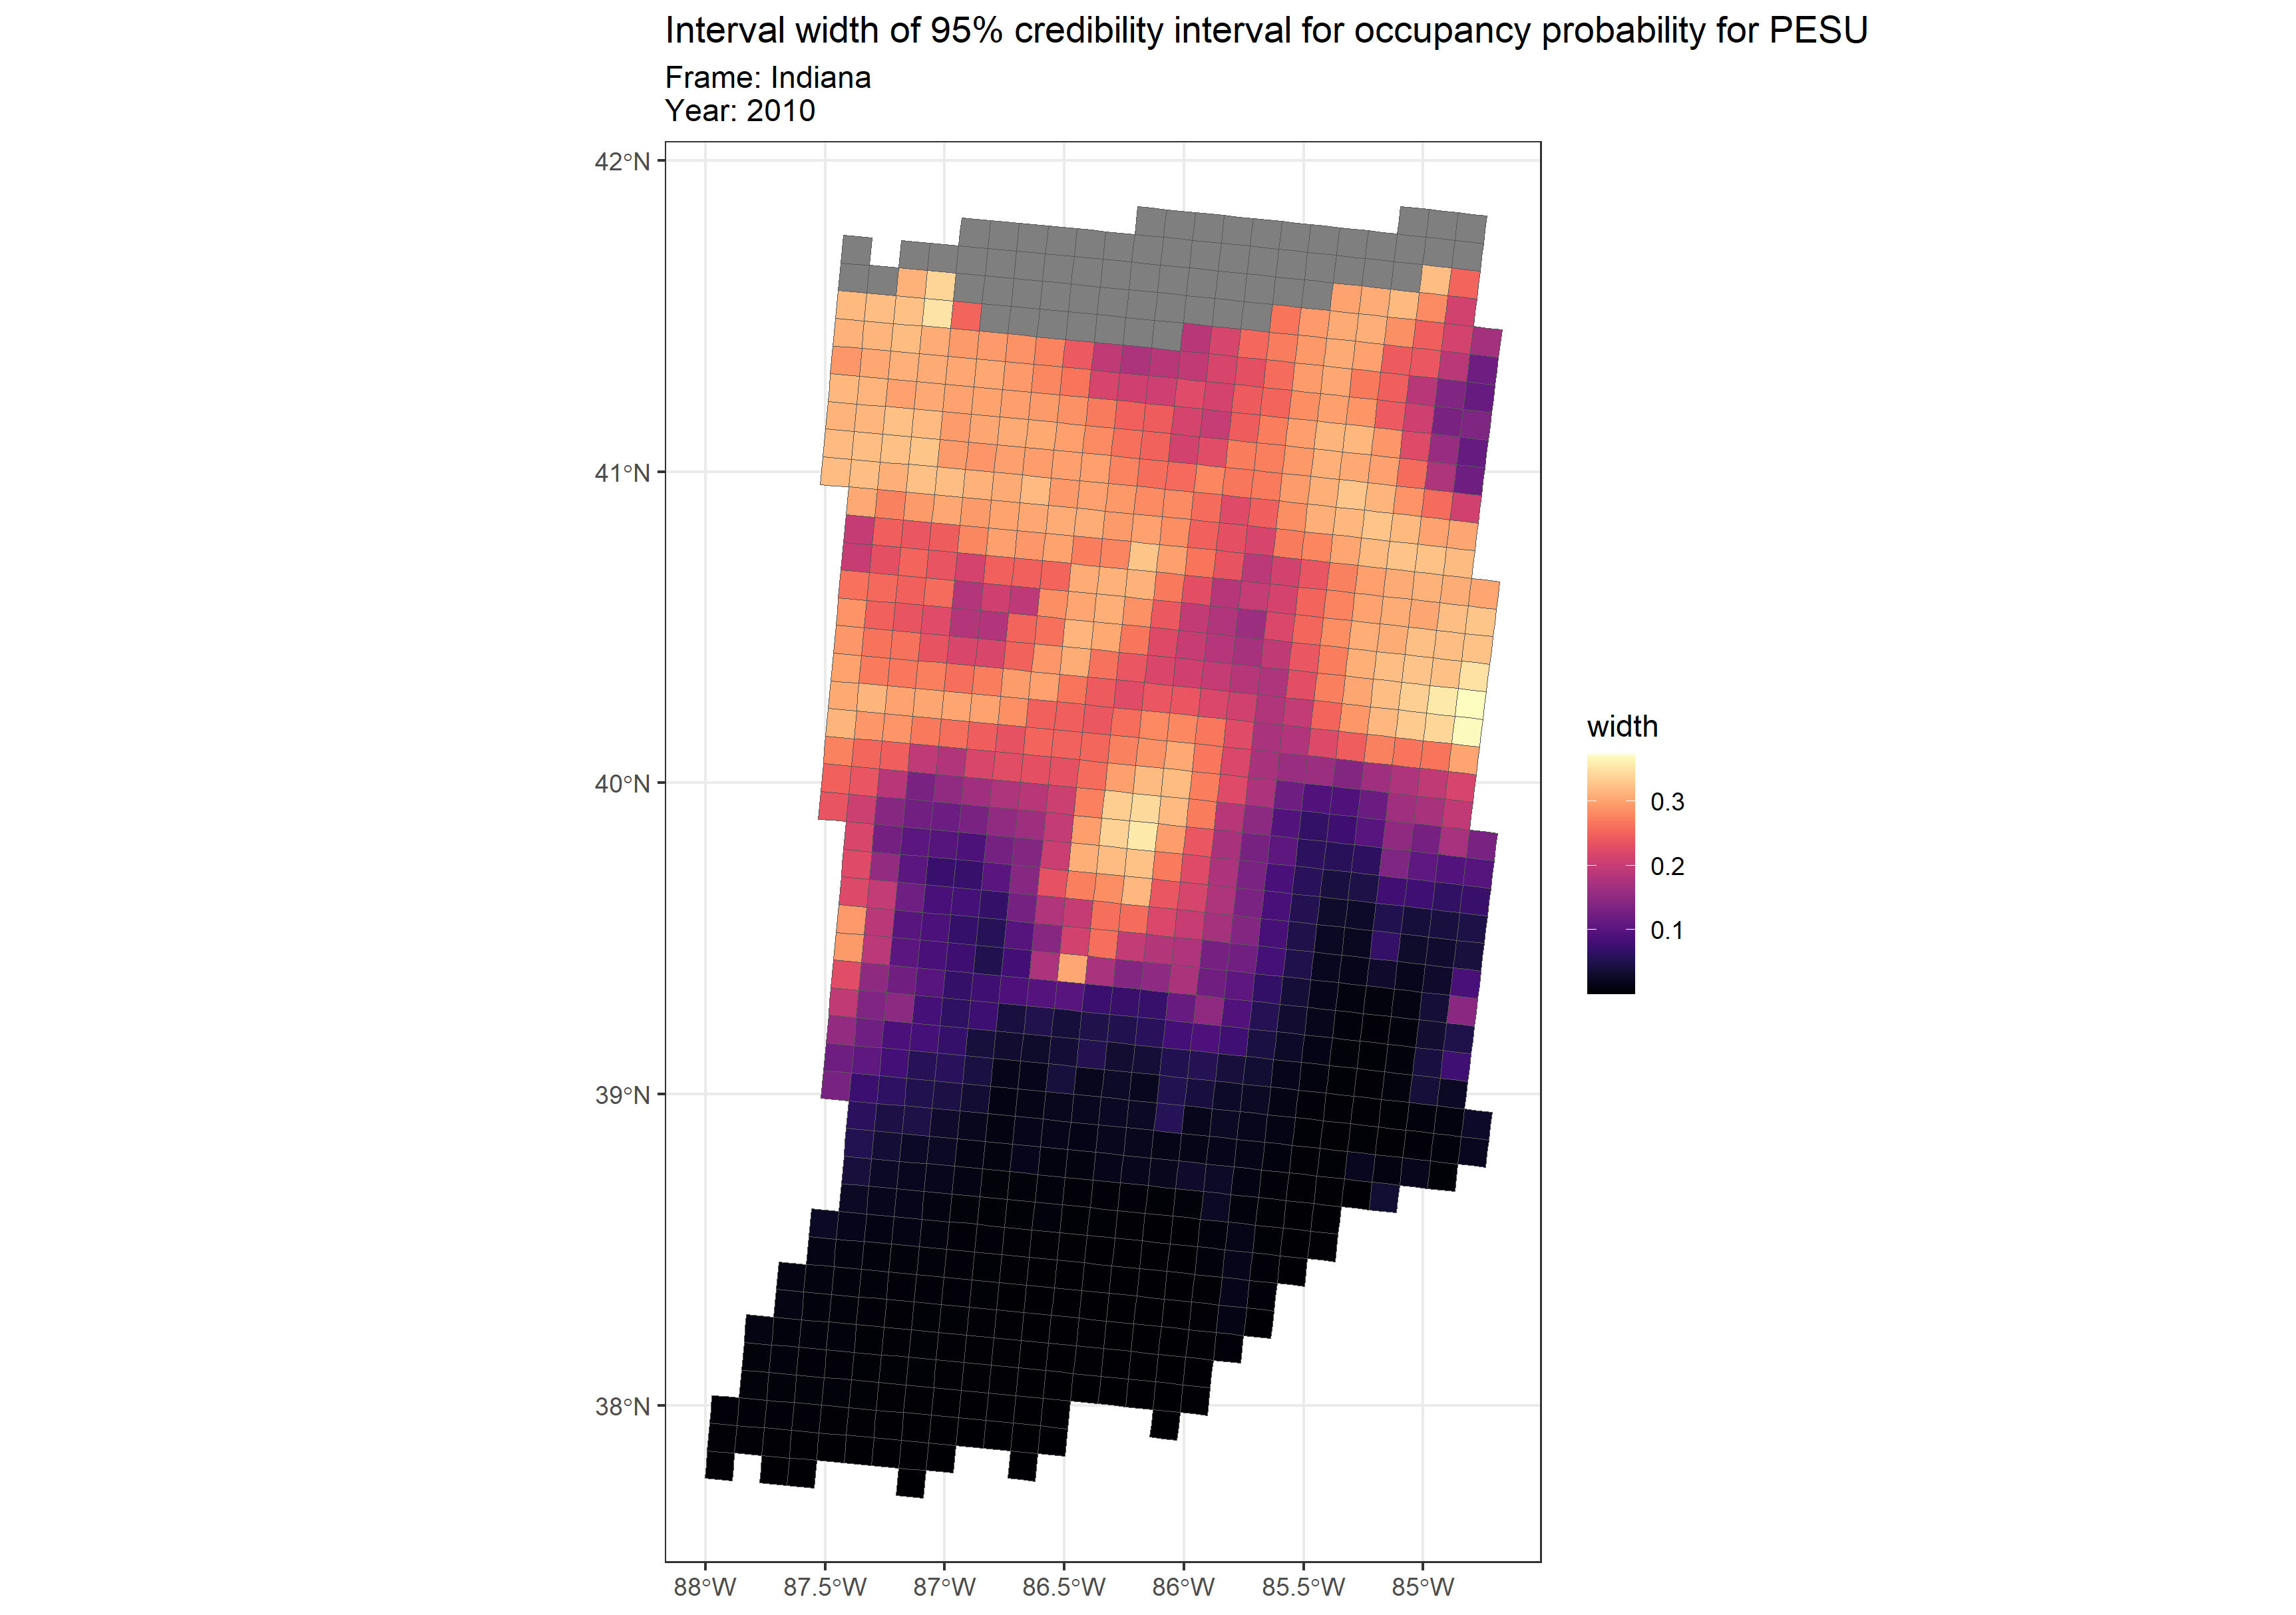 Interval width of 95% credibility interval for occupancy probability for PESU
Frame: Indiana
Year: 2010
42°N
41°N
40°N
39°N
38°N
88°W
87.5°W
87°W
86.5°W
86°W
85.5°W
85°W
width
0.3
0.2
0.1